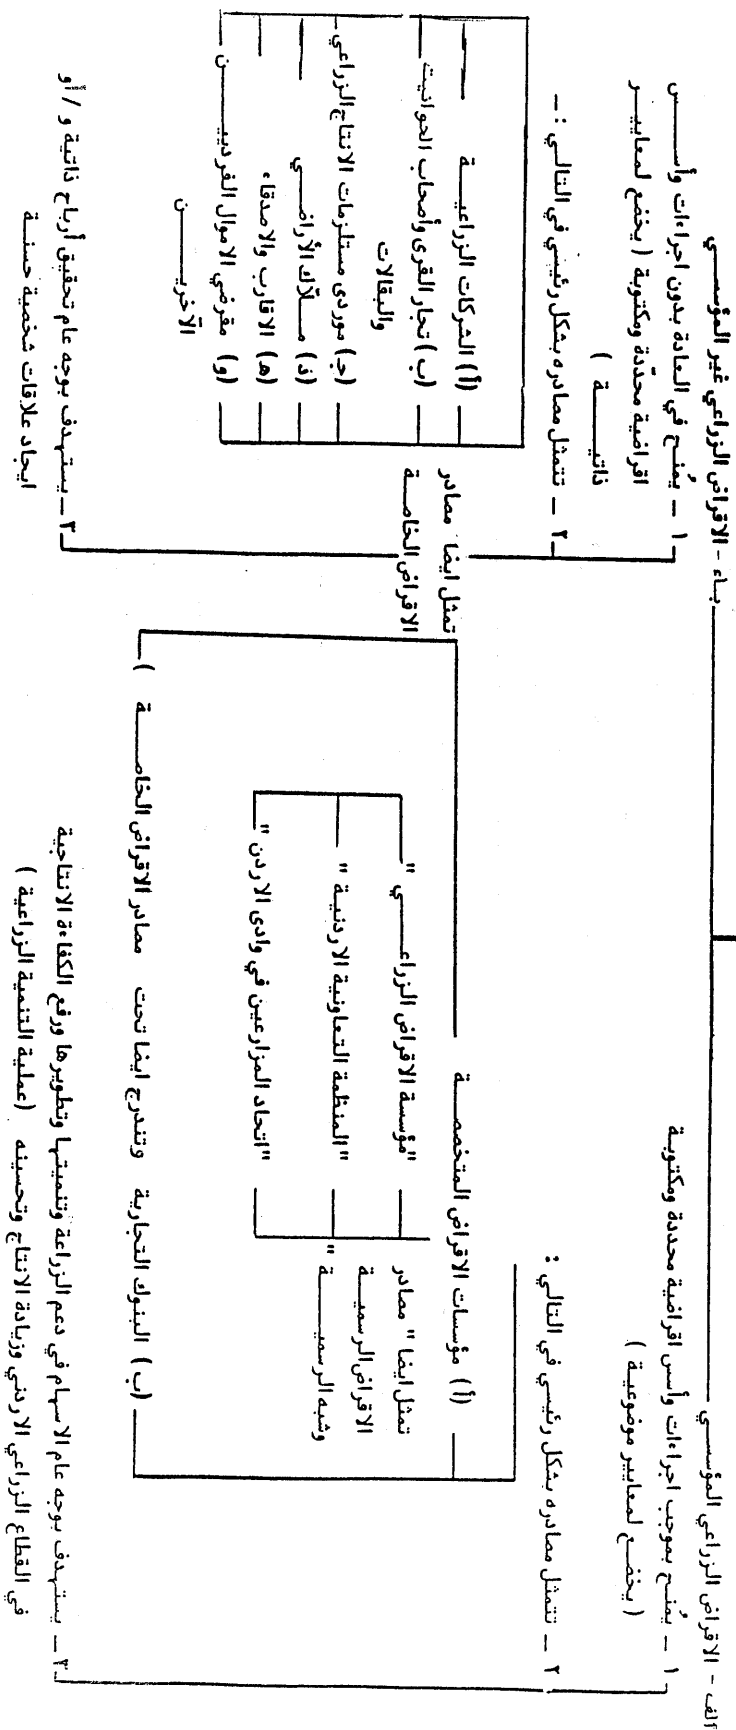 ألف - الاقراض الزراعي المؤسسي
١ - يُمنح بموجب اجراءات وأسس اقراضية محددة ومكتوبة
( يخضع لمعايير موضوعية )
٢ - تتمثل مصادره بشكل رئيسي في التالي :
(أ) مؤسسات الاقراض المتخصصة
تمثل ايضا " مصادر
الاقراض الرسمية
وشبه الرسمية "
"مؤسسة الاقراض الزراعي "
"المنظمة التعاونية الاردنية "
"اتحاد المزارعين في وادى الاردن "
(ب) البنوك التجارية وتندرج ايضا تحت مصادر الاقراض الخاصة )
٣ - يستهدف بوجه عام الاسهام في دعم الزراعة وتنميتها وتطويرها ورفع الكفاءة الانتاجية
في القطاع الزراعي الاردني وزيادة الانتاج وتحسينه (عملية التنمية الزراعية )
باء - الاقراض الزراعي غير المؤسسي
١ - يُمنح في العادة بدون اجراءات وأسس
اقراضية محدّدة ومكتوبة ( يخضع لمعايير
ذاتية )
٢ - تتمثل مصادره بشكل رئيسي في التالي : -
تمثل ايضا مصادر
الاقراض الخاصة
(أ) الشركات الزراعية
(ب) تجار القرى وأصحاب الحوانيت
والبقالات
(ج) موردى مستلزمات الانتاج الزراعي
(د) ملاّك الأراضي
(ه) الاقارب والاصدقاء
(و) مقرضي الاموال الفرديين
الآخرين
٣ - يستهدف بوجه عام تحقيق أرباح ذاتية و / أو
ايجاد علاقات شخصية حسنة